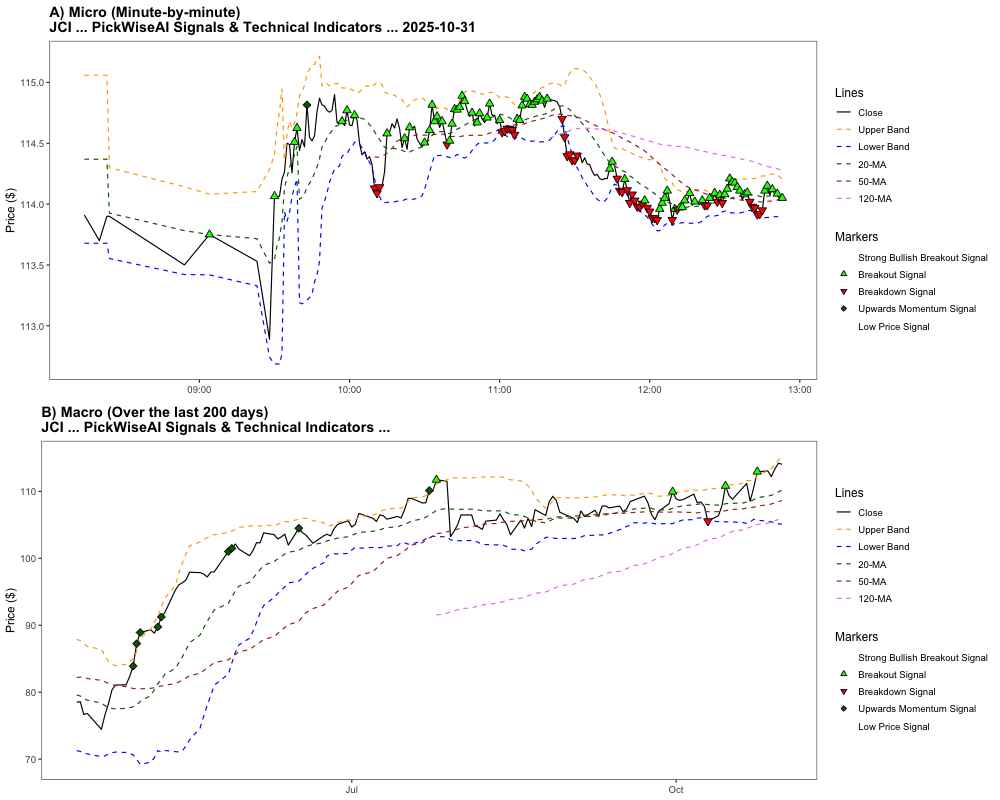 A) Micro (Minute-by-minute)
JCI ... PickWiseAI Signals & Technical Indicators ... 2025-10-31
Price ($)
115.0
114.5
114.0
113.5
113.0
09:00
10:00
11:00
12:00
13:00
Lines
Close
Upper Band
Lower Band
20-MA
50-MA
120-MA
Markers
Strong Bullish Breakout Signal
Breakout Signal
Breakdown Signal
Upwards Momentum Signal
Low Price Signal
B) Macro (Over the last 200 days)
JCI ... PickWiseAI Signals & Technical Indicators ...
Price ($)
110
100
90
80
70
Jul
Oct
Lines
Close
Upper Band
Lower Band
20-MA
50-MA
120-MA
Markers
Strong Bullish Breakout Signal
Breakout Signal
Breakdown Signal
Upwards Momentum Signal
Low Price Signal